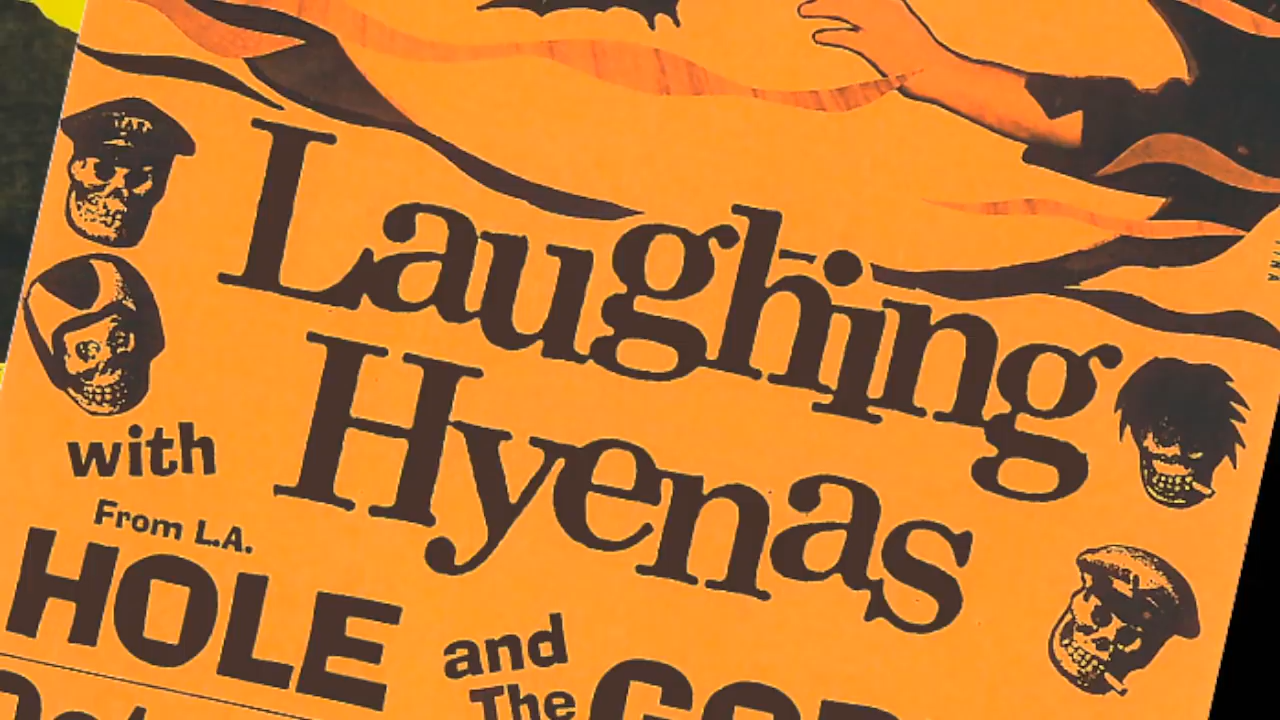 Laughing
Hyenas
with
From L.A.
HOLE
and
The